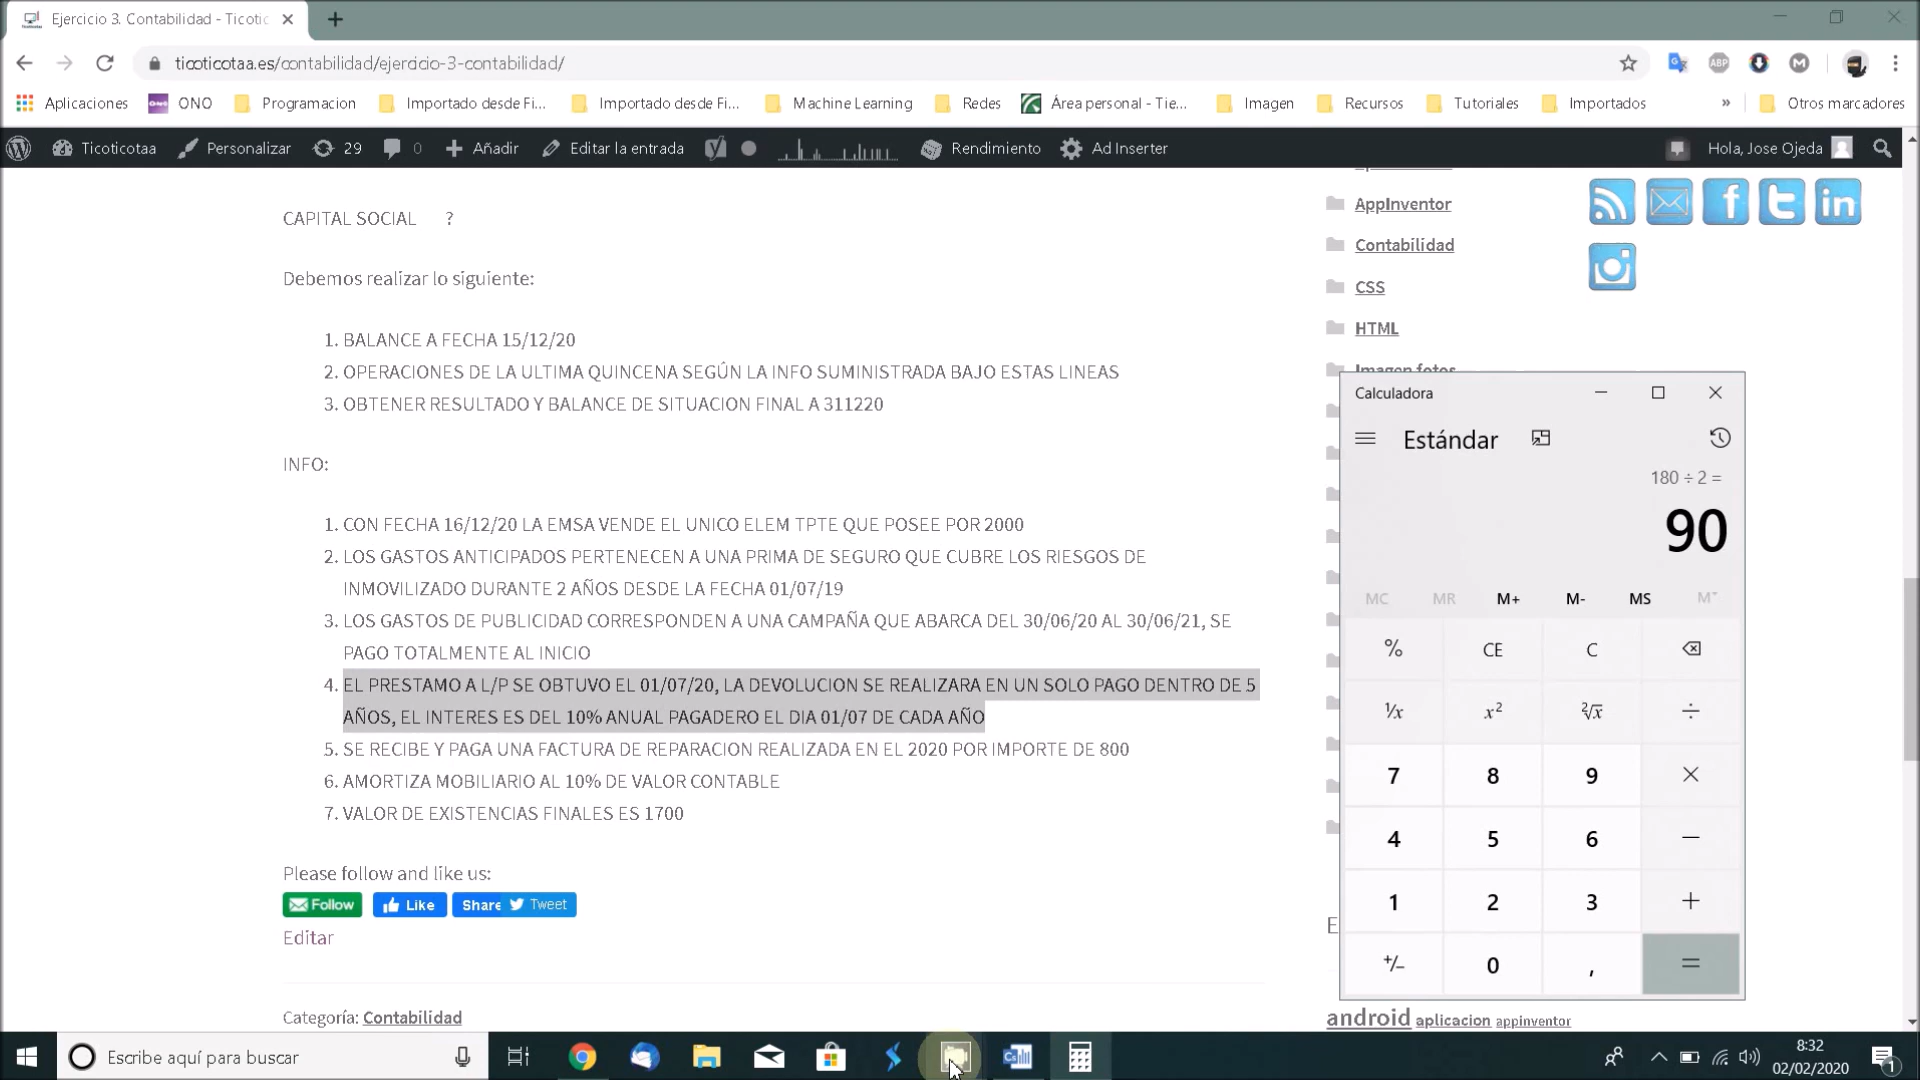 Ejercicio 3. Contabilidad - Ticotic
ticoticotaa.es/contabilidad/ejercicio-3-contabilidad/
Aplicaciones ONO Programacion Importado desde Fi... Importado desde Fi... Machine Learning Redes Área personal - Tie... Imagen Recursos Tutoriales Importados » Otros marcadores
Ticoticotaa Personalizar 29 0 Añadir Editar la entrada Rendimiento Ad Inserter Hola, Jose Ojeda
CAPITAL SOCIAL ?
Debemos realizar lo siguiente:
1. BALANCE A FECHA 15/12/20
2. OPERACIONES DE LA ULTIMA QUINCENA SEGÚN LA INFO SUMINISTRADA BAJO ESTAS LINEAS
3. OBTENER RESULTADO Y BALANCE DE SITUACION FINAL A 311220
INFO:
1. CON FECHA 16/12/20 LA EMSA VENDE EL UNICO ELEM TPTE QUE POSEE POR 2000
2. LOS GASTOS ANTICIPADOS PERTENECEN A UNA PRIMA DE SEGURO QUE CUBRE LOS RIESGOS DE
INMOVILIZADO DURANTE 2 AÑOS DESDE LA FECHA 01/07/19
3. LOS GASTOS DE PUBLICIDAD CORRESPONDEN A UNA CAMPAÑA QUE ABARCA DEL 30/06/20 AL 30/06/21, SE
PAGO TOTALMENTE AL INICIO
4. EL PRESTAMO A L/P SE OBTUVO EL 01/07/20, LA DEVOLUCION SE REALIZARA EN UN SOLO PAGO DENTRO DE 5
AÑOS, EL INTERES ES DEL 10% ANUAL PAGADERO EL DIA 01/07 DE CADA AÑO
5. SE RECIBE Y PAGA UNA FACTURA DE REPARACION REALIZADA EN EL 2020 POR IMPORTE DE 800
6. AMORTIZA MOBILIARIO AL 10% DE VALOR CONTABLE
7. VALOR DE EXISTENCIAS FINALES ES 1700
Please follow and like us:
Follow Like Share Tweet
Editar
Categoría: Contabilidad
AppInventor
Contabilidad
CSS
HTML
Imagen fotos
Calculadora
Estándar
180 ÷ 2 =
90
MC MR M+ M- MS M˅
% CE C
⅟x x² ²√x ÷
7 8 9 ×
4 5 6 −
1 2 3 +
+/− 0 , =
E
android aplicacion appinventor
Escribe aquí para buscar
8:32
02/02/2020
1